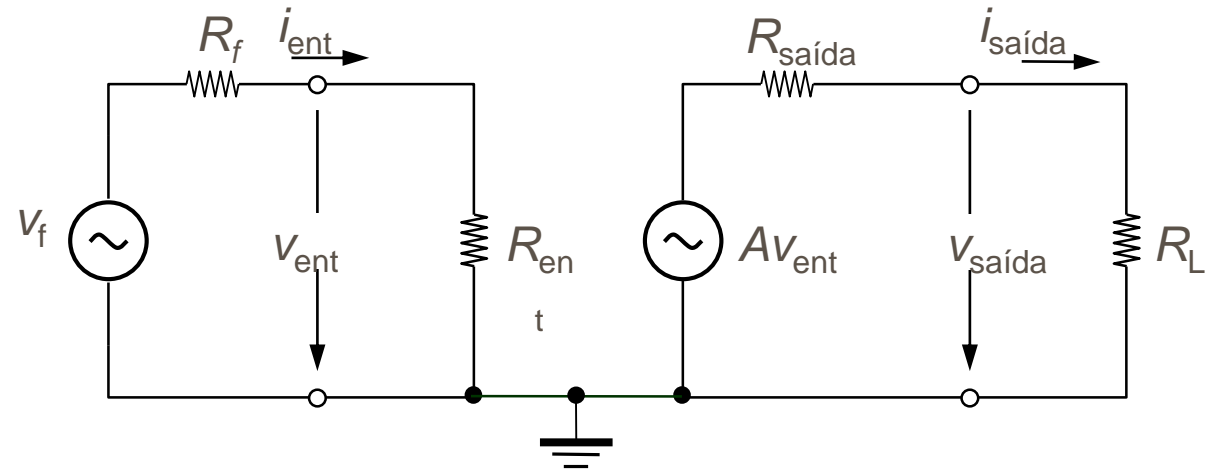 R_f
i_ent
R_saída
i_saída
v_f
v_ent
R_en
t
Av_ent
v_saída
R_L